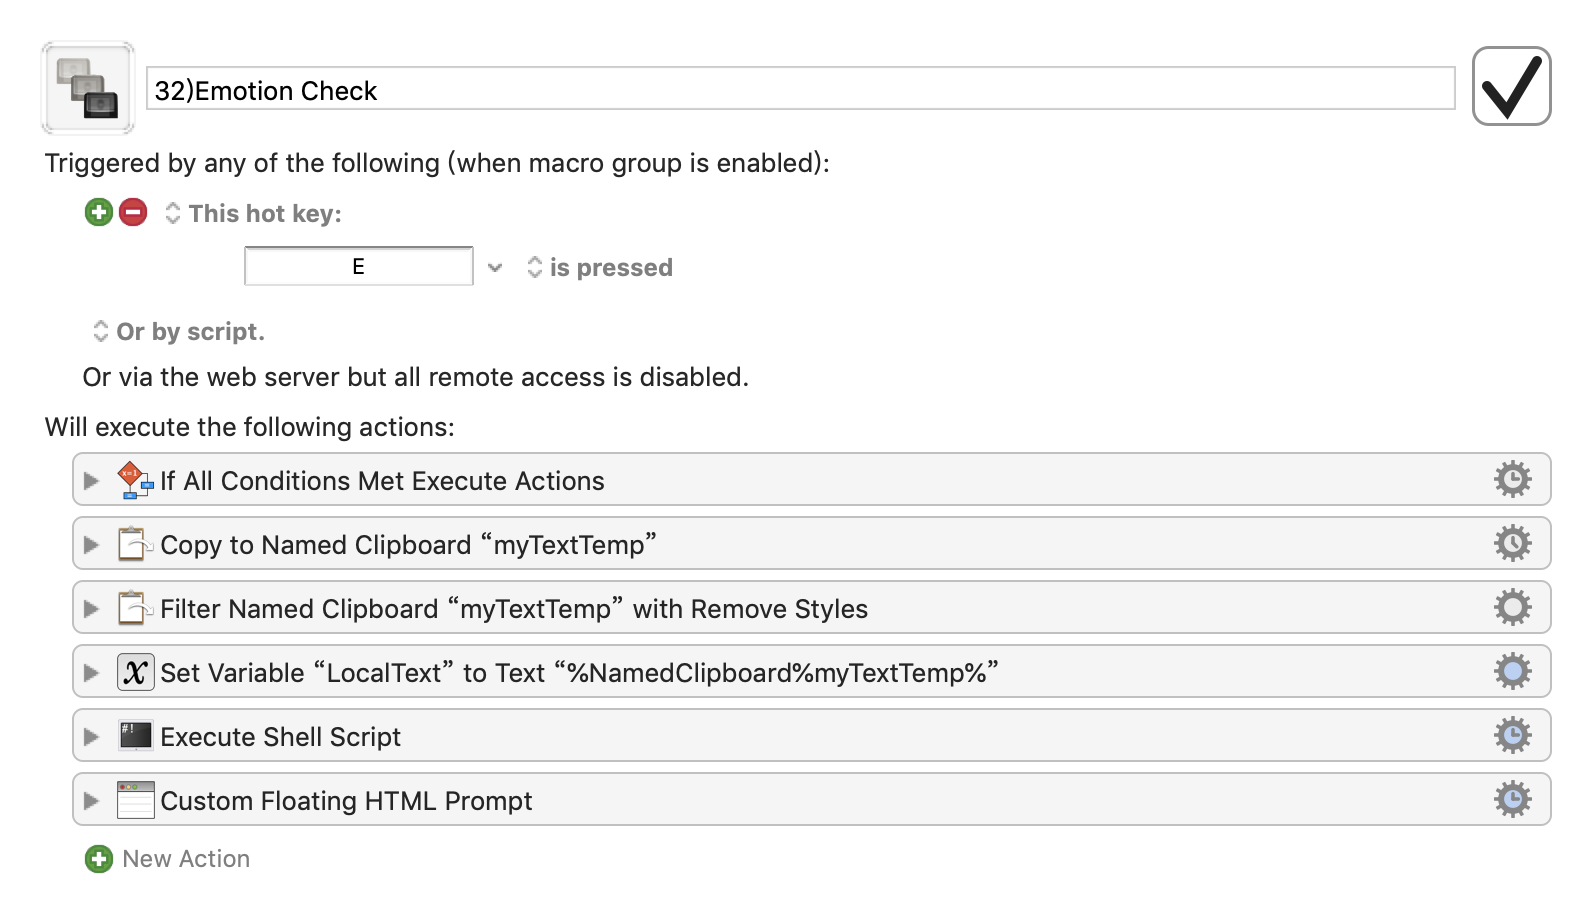 32)Emotion Check
Triggered by any of the following (when macro group is enabled):
This hot key:
E
is pressed
Or by script.
Or via the web server but all remote access is disabled.
Will execute the following actions:
x=1
If All Conditions Met Execute Actions
Copy to Named Clipboard “myTextTemp”
Filter Named Clipboard “myTextTemp” with Remove Styles
X Set Variable “LocalText” to Text “%NamedClipboard%myTextTemp%”
#! Execute Shell Script
Custom Floating HTML Prompt
New Action